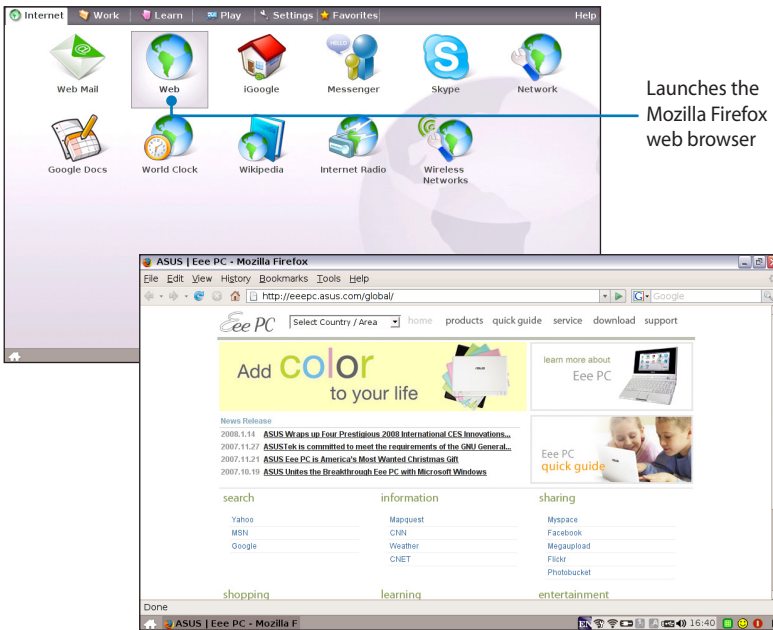 Internet Work Learn Play Settings Favorites Help
HELLO
Web Mail Web iGoogle Messenger Skype Network
Google Docs World Clock Wikipedia Internet Radio Wireless Networks
Launches the
Mozilla Firefox
web browser
ASUS | Eee PC - Mozilla Firefox
File Edit View History Bookmarks Tools Help
http://eeepc.asus.com/global/ G Google
Eee PC Select Country / Area home products quick guide service download support
Add color
to your life
learn more about
Eee PC
News Release
2008.1.14 ASUS Wraps up Four Prestigious 2008 International CES Innovations...
2007.11.27 ASUSTek is committed to meet the requirements of the GNU General...
2007.11.21 ASUS Eee PC is America's Most Wanted Christmas Gift
2007.10.19 ASUS Unites the Breakthrough Eee PC with Microsoft Windows
Eee PC
quick guide
search information sharing
Yahoo Mapquest Myspace
MSN CNN Facebook
Google Weather Megaupload
CNET Flickr
Photobucket
shopping learning entertainment
Done
ASUS | Eee PC - Mozilla F 16:40